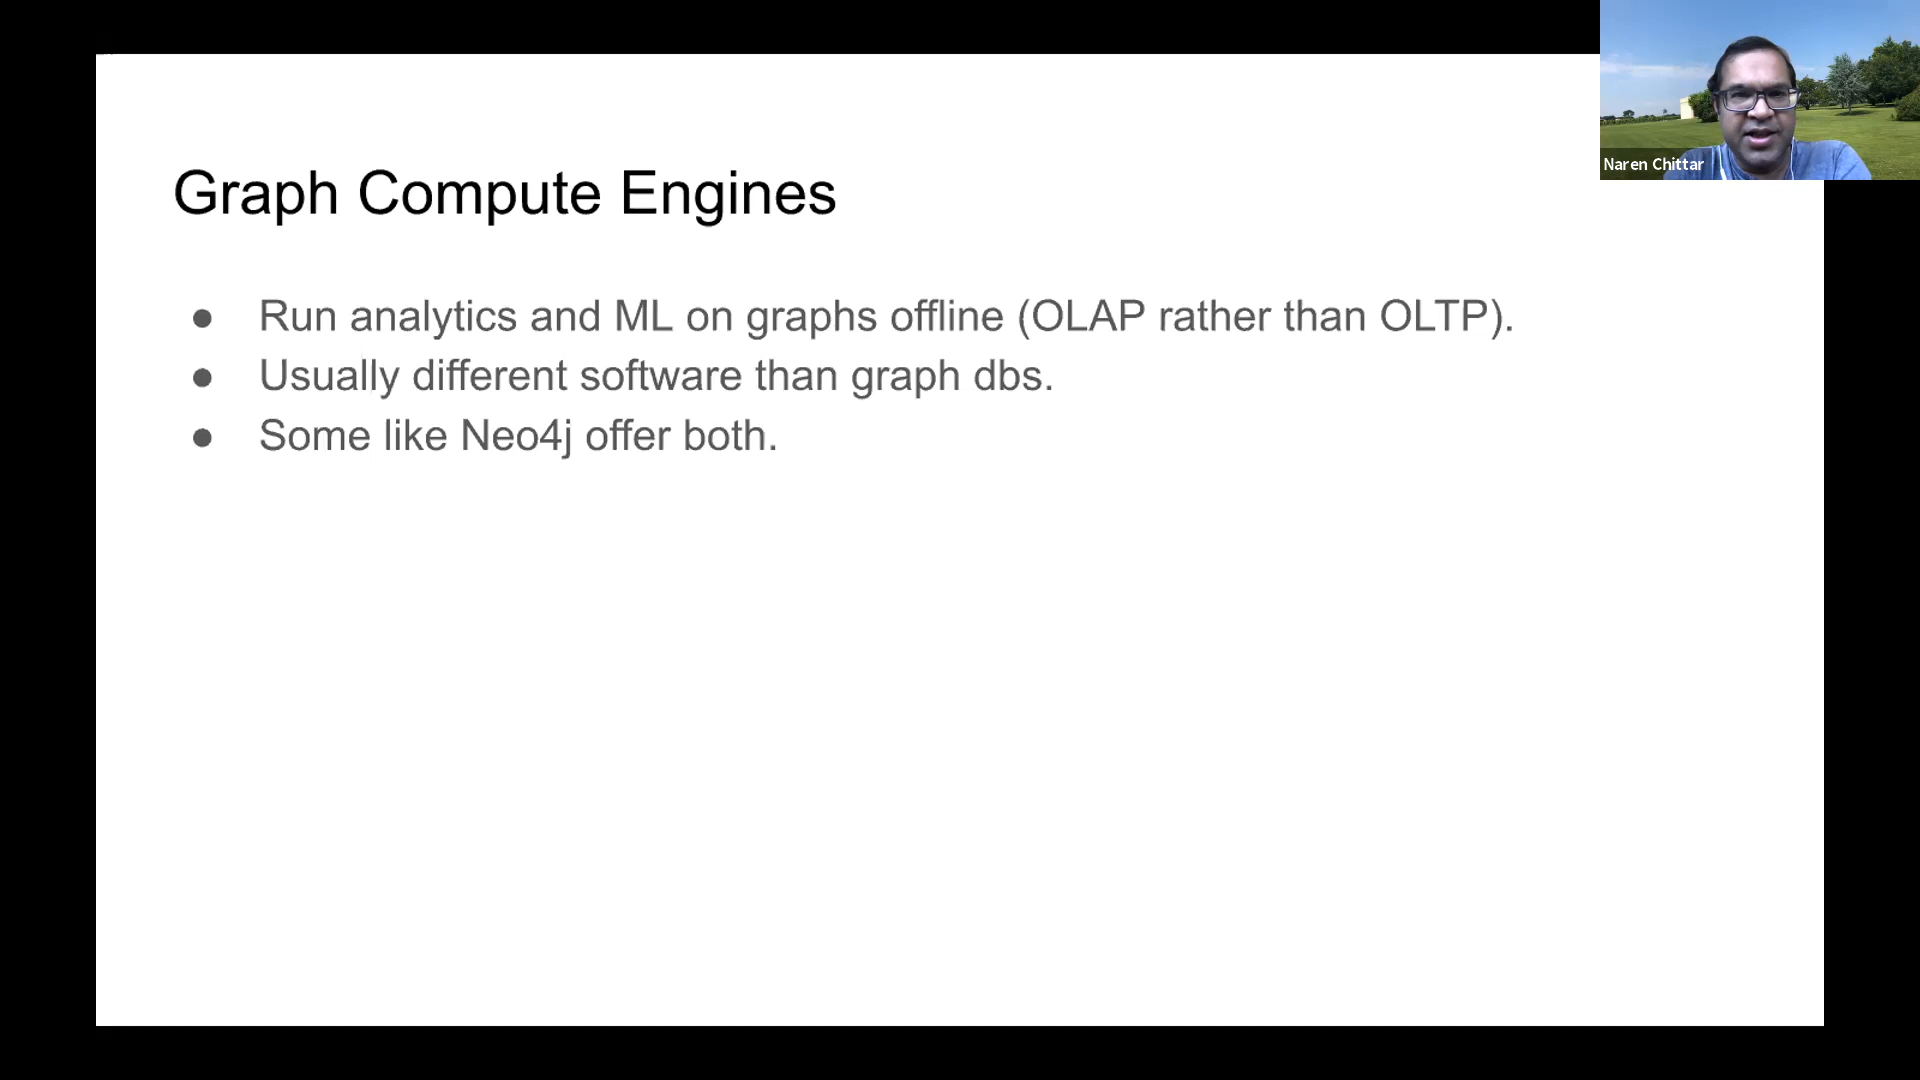 Graph Compute Engines
● Run analytics and ML on graphs offline (OLAP rather than OLTP).
● Usually different software than graph dbs.
● Some like Neo4j offer both.
Naren Chittar